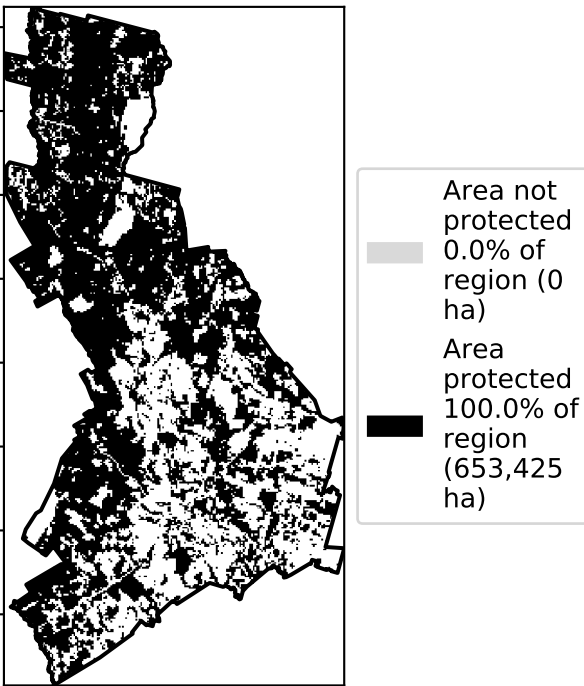 Area not
protected
0.0% of
region (0
ha)
Area
protected
100.0% of
region
(653,425
ha)